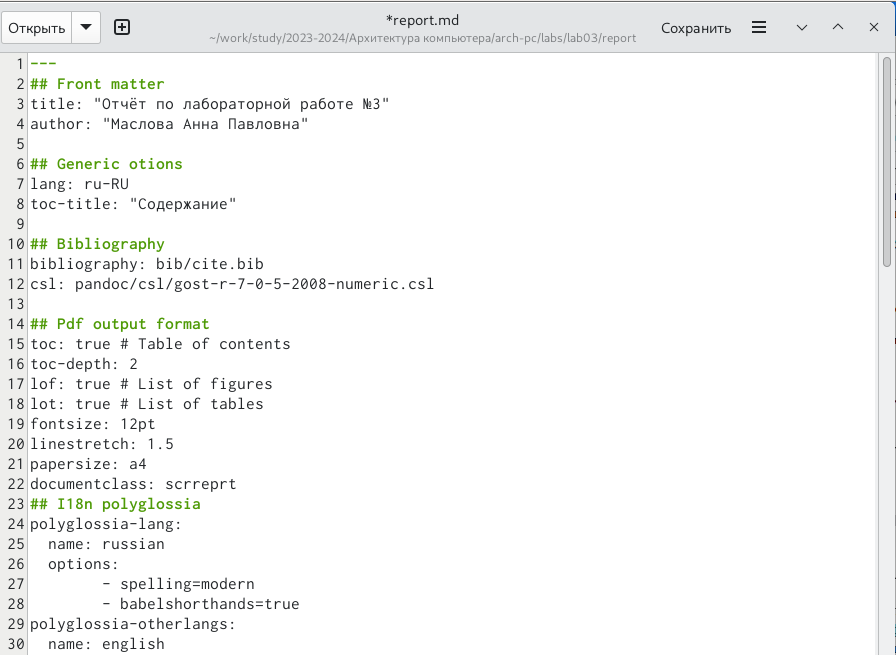 Открыть
*report.md
~/work/study/2023-2024/Архитектура компьютера/arch-pc/labs/lab03/report
Сохранить
1 ---
2 ## Front matter
3 title: "Отчёт по лабораторной работе №3"
4 author: "Маслова Анна Павловна"
5
6 ## Generic otions
7 lang: ru-RU
8 toc-title: "Содержание"
9
10 ## Bibliography
11 bibliography: bib/cite.bib
12 csl: pandoc/csl/gost-r-7-0-5-2008-numeric.csl
13
14 ## Pdf output format
15 toc: true # Table of contents
16 toc-depth: 2
17 lof: true # List of figures
18 lot: true # List of tables
19 fontsize: 12pt
20 linestretch: 1.5
21 papersize: a4
22 documentclass: scrreprt
23 ## I18n polyglossia
24 polyglossia-lang:
25   name: russian
26   options:
27         - spelling=modern
28         - babelshorthands=true
29 polyglossia-otherlangs:
30   name: english